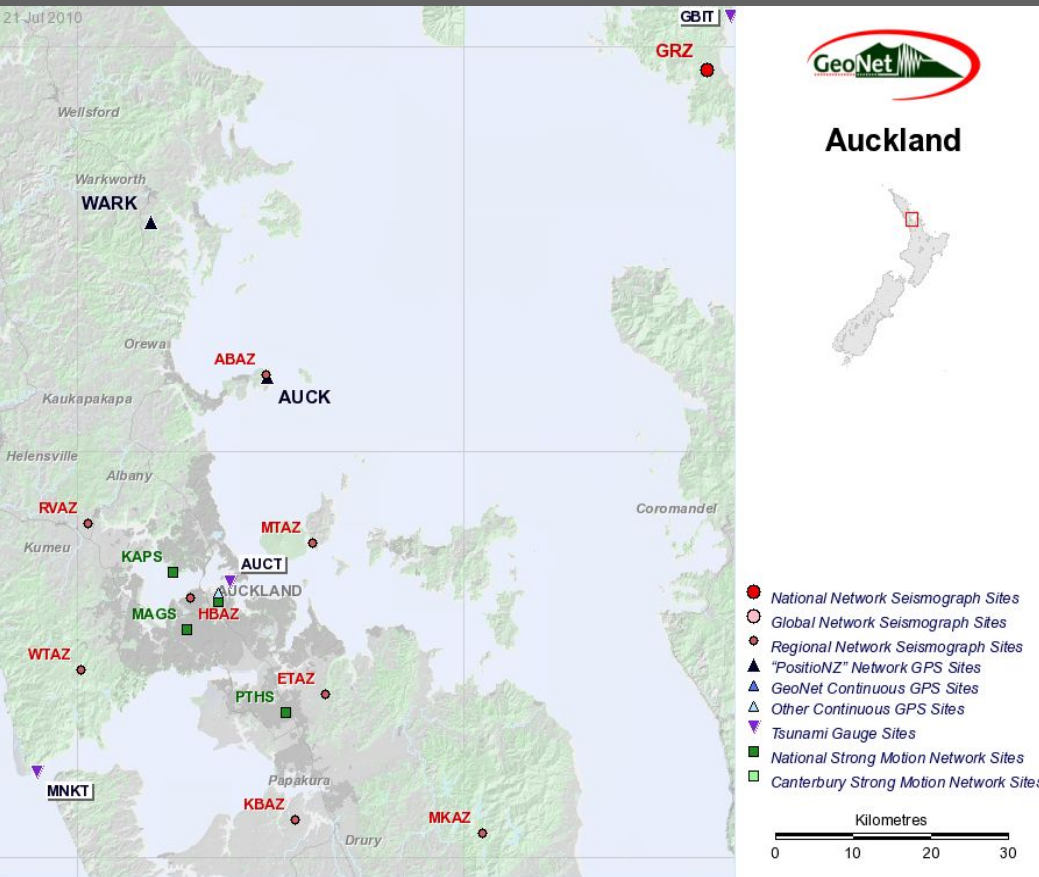 21 Jul 2010
GBIT
GRZ
Wellsford
Warkworth
WARK
Orewa
ABAZ
AUCK
Kaukapakapa
Helensville
Albany
RVAZ
Coromandel
MTAZ
Kumeu
KAPS
AUCT
AUCKLAND
MAGS
HBAZ
WTAZ
ETAZ
PTHS
Papakura
MNKT
KBAZ
MKAZ
Drury
GeoNet
Auckland
National Network Seismograph Sites
Global Network Seismograph Sites
Regional Network Seismograph Sites
“PositioNZ” Network GPS Sites
GeoNet Continuous GPS Sites
Other Continuous GPS Sites
Tsunami Gauge Sites
National Strong Motion Network Sites
Canterbury Strong Motion Network Sites
Kilometres
0 10 20 30